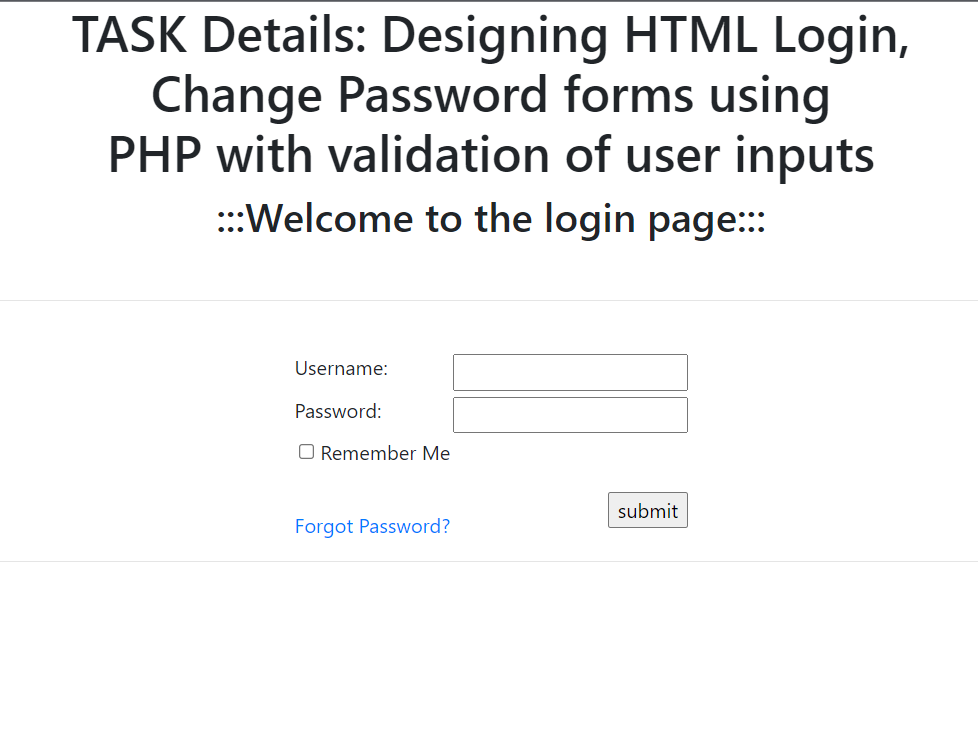 TASK Details: Designing HTML Login,
Change Password forms using
PHP with validation of user inputs
:::Welcome to the login page:::
Username:
Password:
Remember Me
submit
Forgot Password?